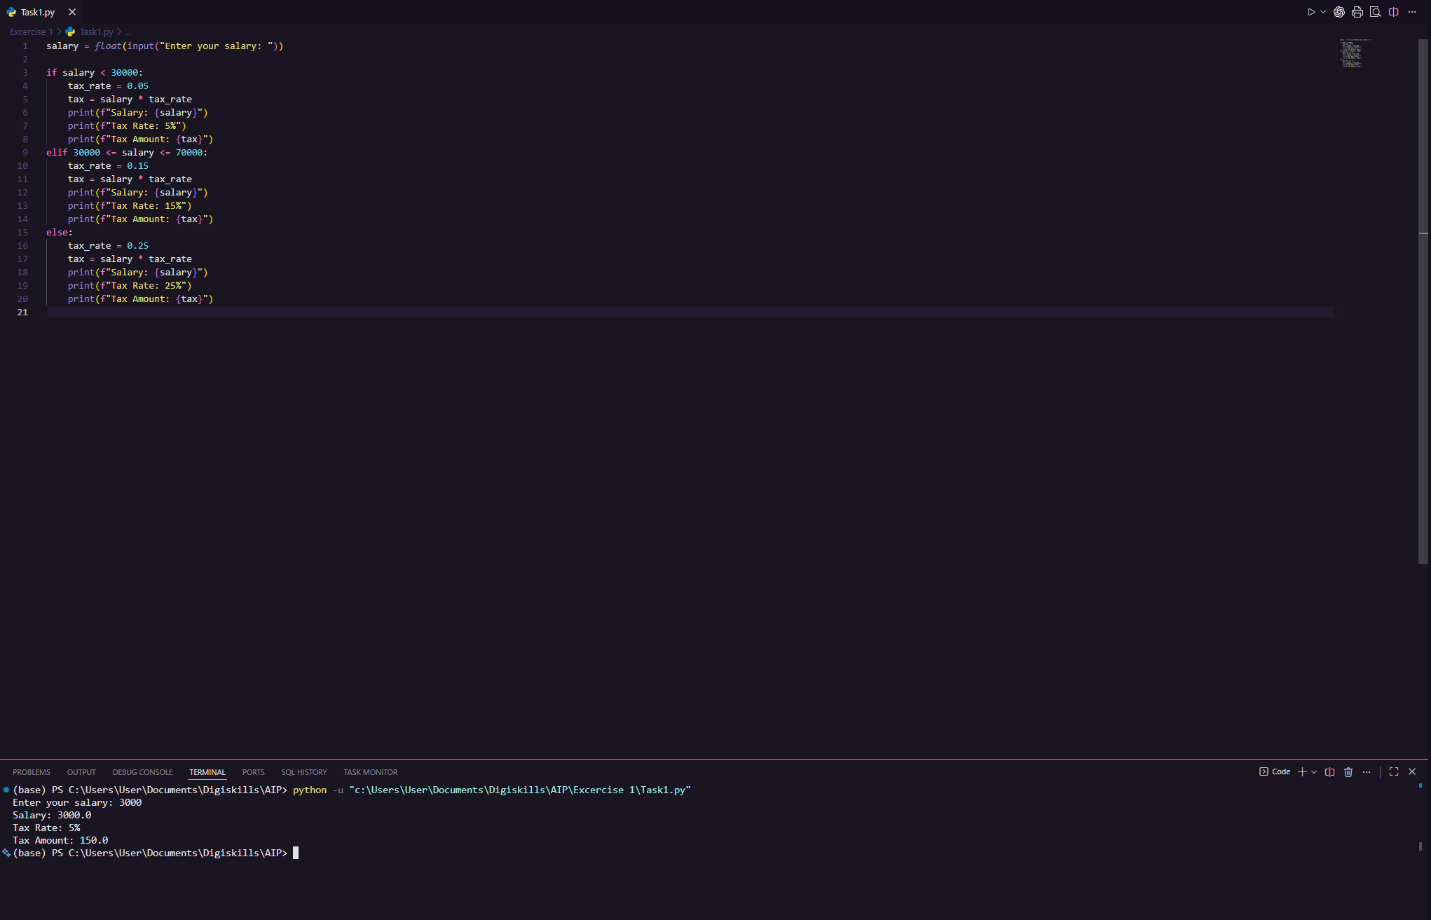 Task1.py
Excercise 1 > Task1.py > ...
1 salary = float(input("Enter your salary: "))
2
3 if salary < 30000:
4     tax_rate = 0.05
5     tax = salary * tax_rate
6     print(f"Salary: {salary}")
7     print(f"Tax Rate: 5%")
8     print(f"Tax Amount: {tax}")
9 elif 30000 <= salary <= 70000:
10     tax_rate = 0.15
11     tax = salary * tax_rate
12     print(f"Salary: {salary}")
13     print(f"Tax Rate: 15%")
14     print(f"Tax Amount: {tax}")
15 else:
16     tax_rate = 0.25
17     tax = salary * tax_rate
18     print(f"Salary: {salary}")
19     print(f"Tax Rate: 25%")
20     print(f"Tax Amount: {tax}")
21
PROBLEMS OUTPUT DEBUG CONSOLE TERMINAL PORTS SQL HISTORY TASK MONITOR Code
(base) PS C:\Users\User\Documents\Digiskills\AIP> python -u "c:\Users\User\Documents\Digiskills\AIP\Excercise 1\Task1.py"
Enter your salary: 3000
Salary: 3000.0
Tax Rate: 5%
Tax Amount: 150.0
(base) PS C:\Users\User\Documents\Digiskills\AIP>